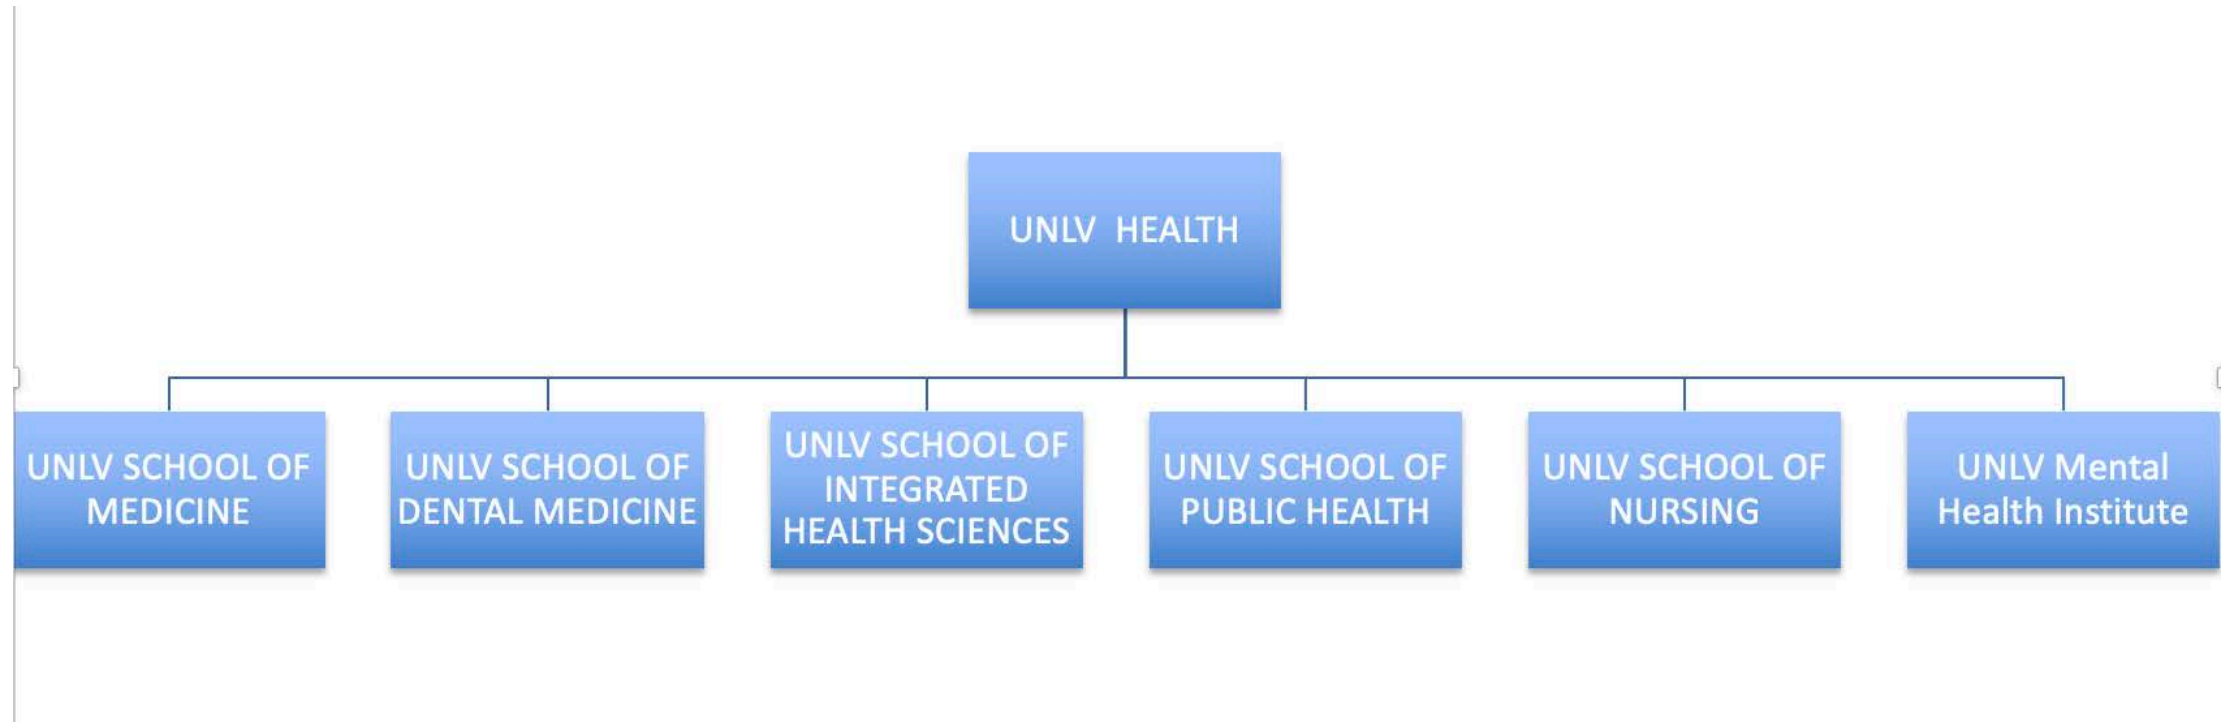 UNLV HEALTH
UNLV SCHOOL OF
MEDICINE
UNLV SCHOOL OF
DENTAL MEDICINE
UNLV SCHOOL OF
INTEGRATED
HEALTH SCIENCES
UNLV SCHOOL OF
PUBLIC HEALTH
UNLV SCHOOL OF
NURSING
UNLV Mental
Health Institute